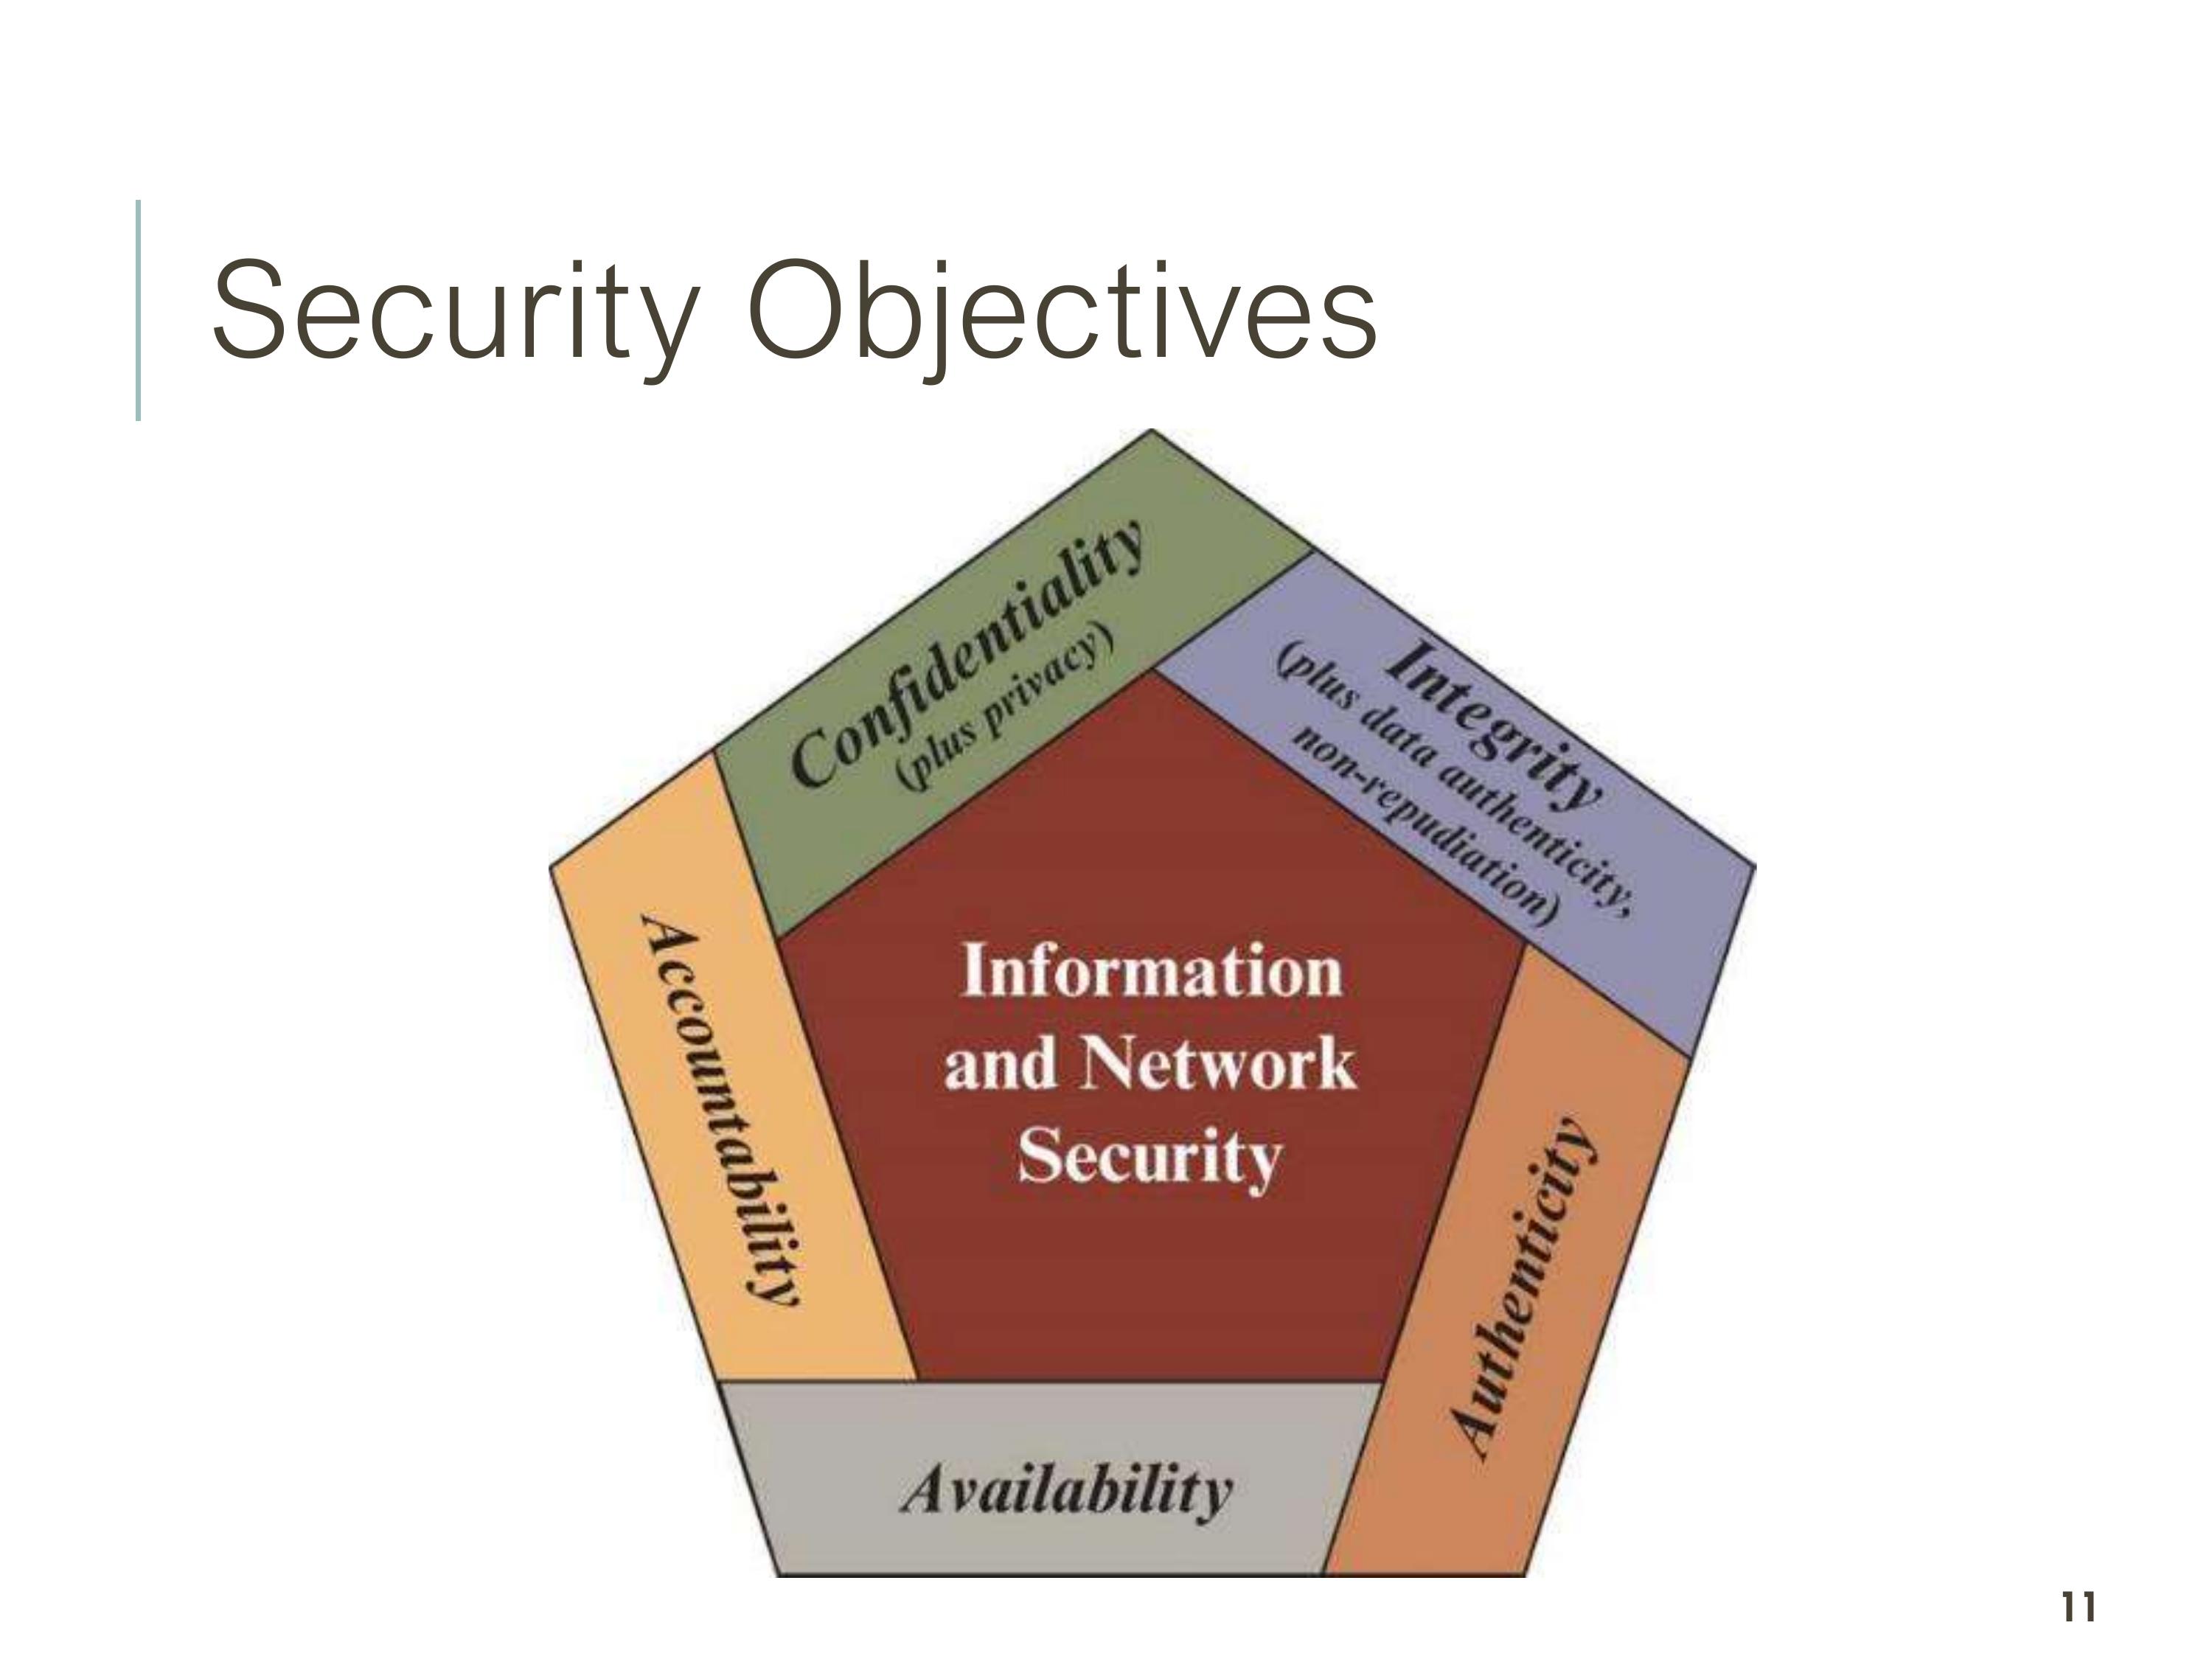 Security Objectives
Confidentiality
(plus privacy)
Integrity
(plus data authenticity,
non-repudiation)
Accountability
Information
and Network
Security
Authenticity
Availability
11